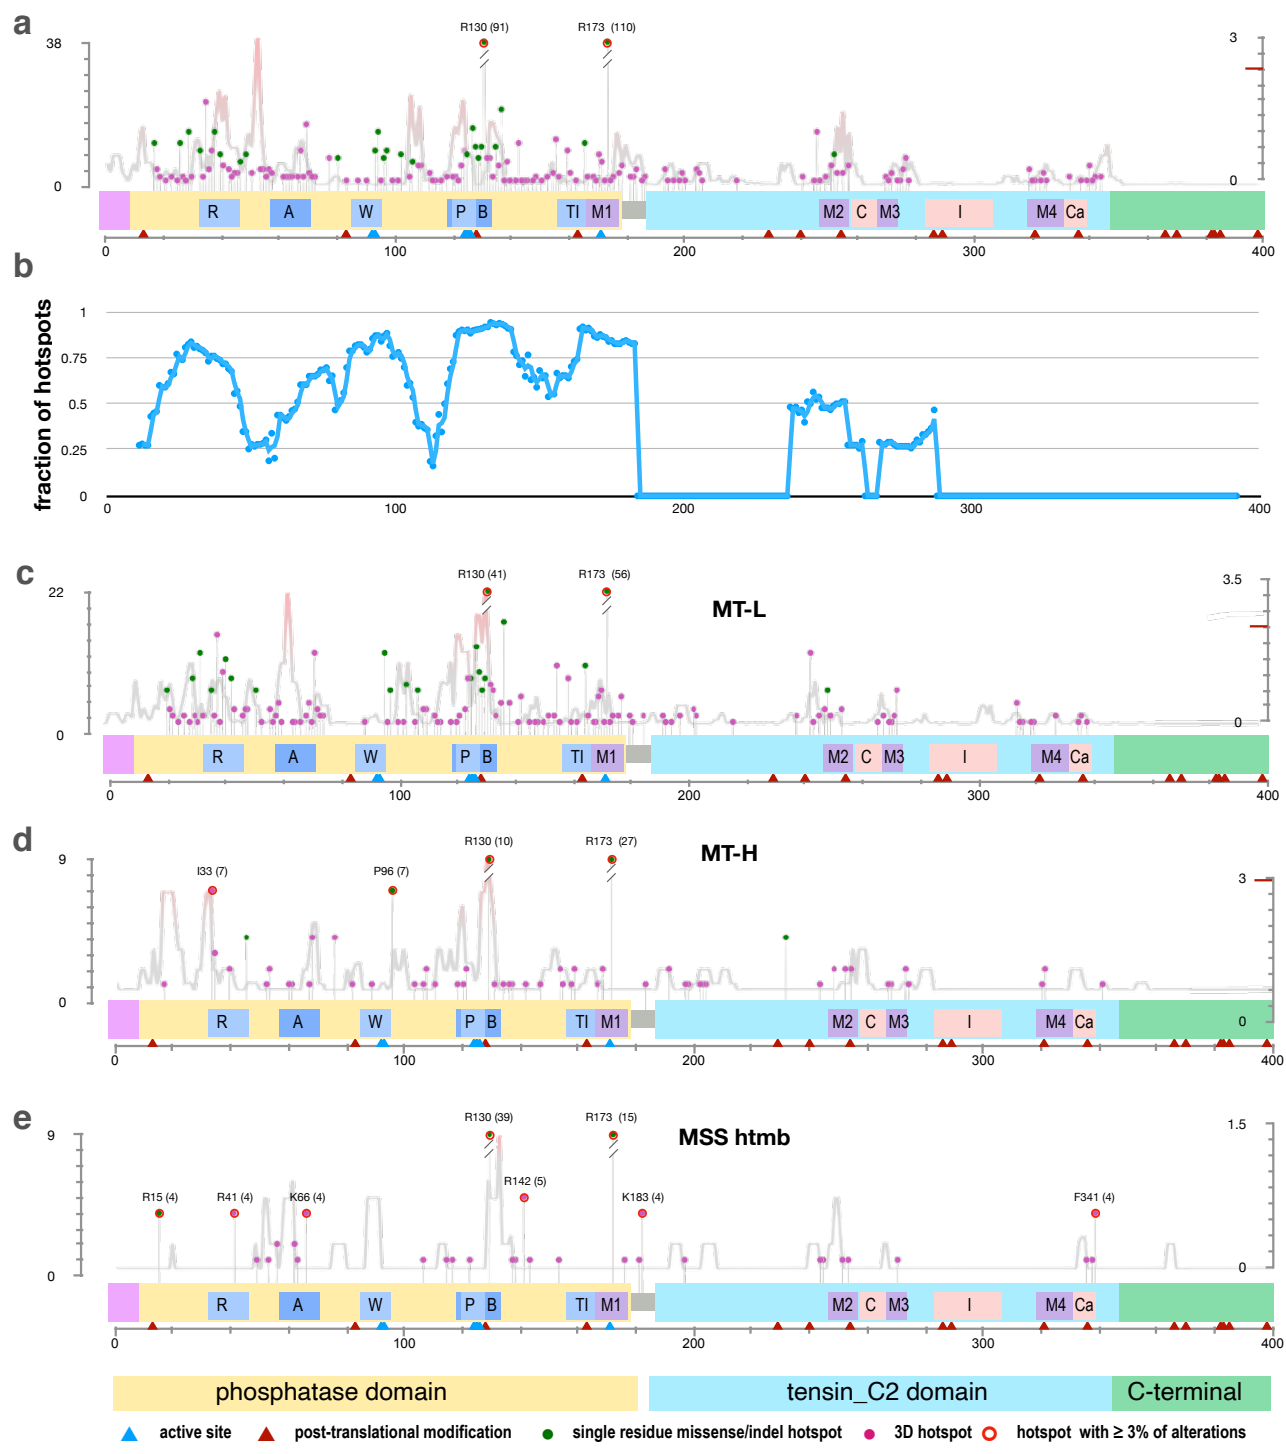 a
R130 (91)
R173 (110)
38
3
0
0
R
A
W
P
B
TI
M1
M2
C
M3
I
M4
Ca
0
100
200
300
400
b
fraction of hotspots
1
0.75
0.5
0.25
0
0
100
200
300
400
c
R130 (41)
R173 (56)
MT-L
22
3.5
0
0
R
A
W
P
B
TI
M1
M2
C
M3
I
M4
Ca
0
100
200
300
400
d
R130 (10)
R173 (27)
MT-H
9
I33 (7)
P96 (7)
3
0
0
R
A
W
P
B
TI
M1
M2
C
M3
I
M4
Ca
0
100
200
300
400
e
R130 (39)
R173 (15)
MSS htmb
9
1.5
R142 (5)
R15 (4)
R41 (4)
K66 (4)
K183 (4)
F341 (4)
0
0
R
A
W
P
B
TI
M1
M2
C
M3
I
M4
Ca
0
100
200
300
400
phosphatase domain
tensin_C2 domain
C-terminal
active site
post-translational modification
single residue missense/indel hotspot
3D hotspot
hotspot with ≥ 3% of alterations